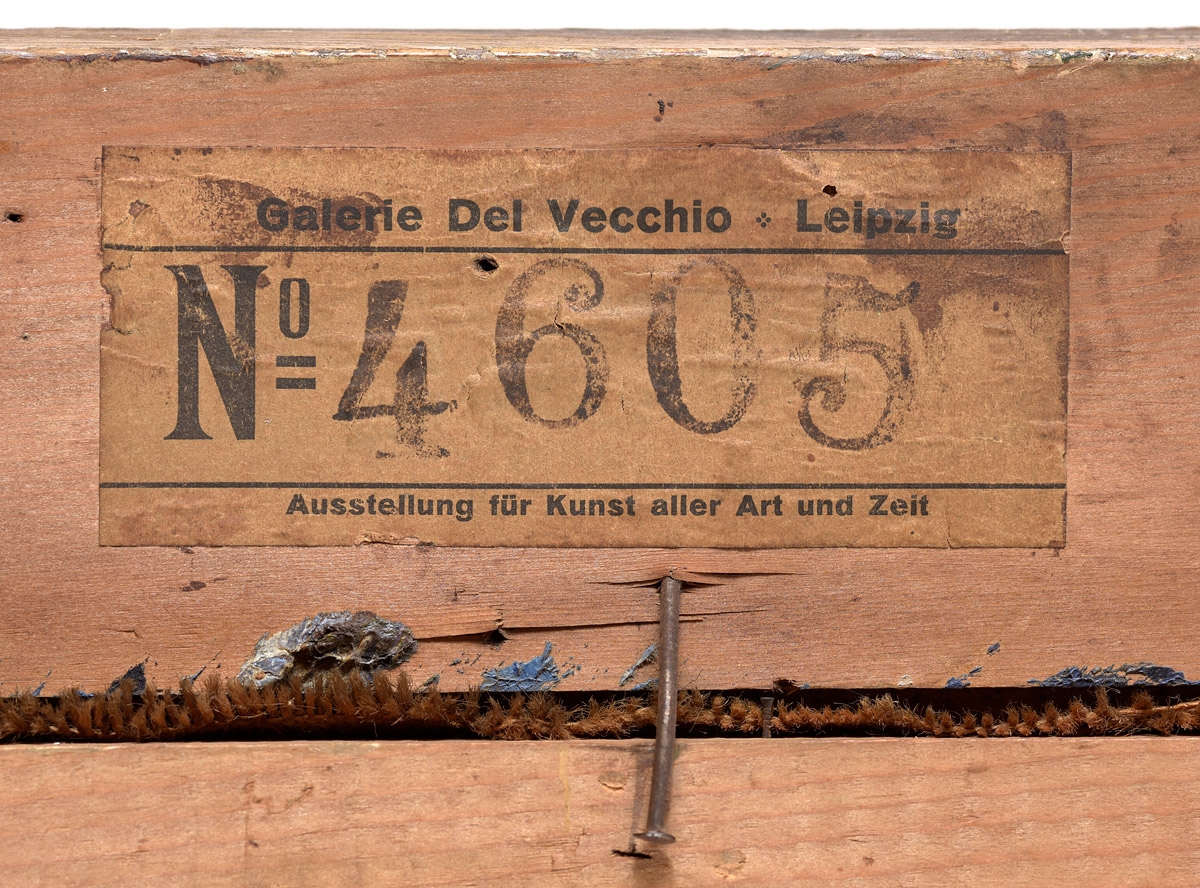 Galerie Del Vecchio ❖ Leipzig
Nº 4605
Ausstellung für Kunst aller Art und Zeit